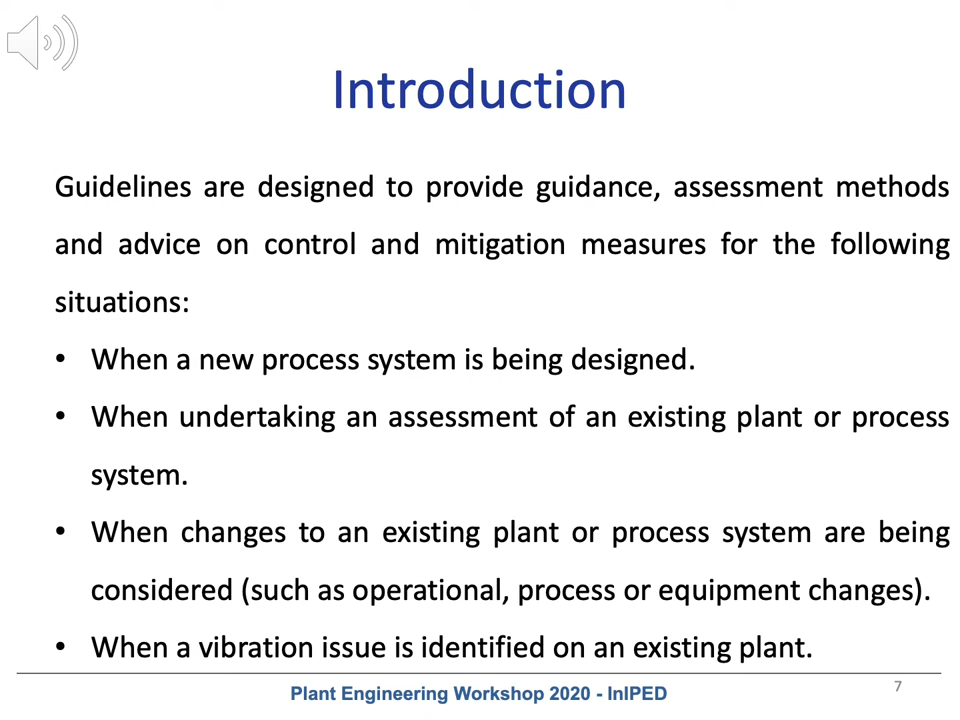 Introduction
Guidelines are designed to provide guidance, assessment methods
and advice on control and mitigation measures for the following
situations:
• When a new process system is being designed.
• When undertaking an assessment of an existing plant or process
system.
• When changes to an existing plant or process system are being
considered (such as operational, process or equipment changes).
• When a vibration issue is identified on an existing plant.
Plant Engineering Workshop 2020 - InIPED
7